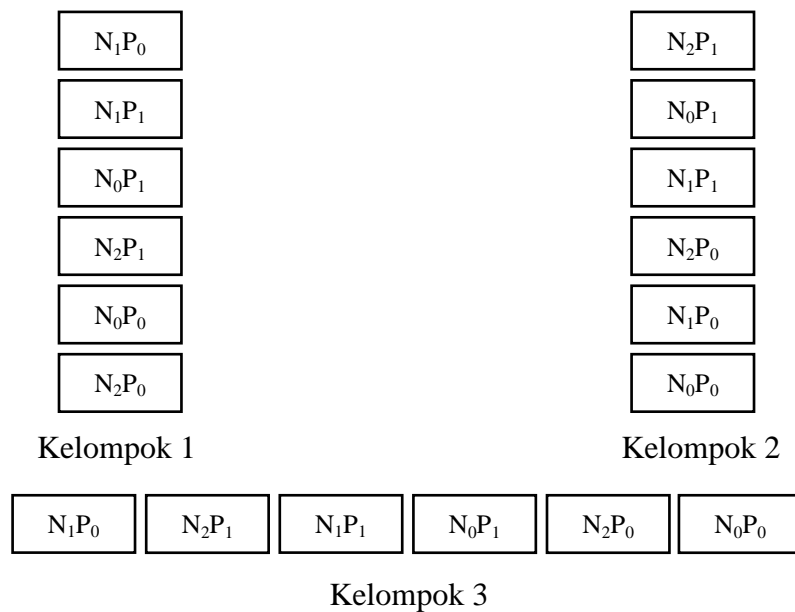 N₁P₀
N₁P₁
N₀P₁
N₂P₁
N₀P₀
N₂P₀
Kelompok 1
N₂P₁
N₀P₁
N₁P₁
N₂P₀
N₁P₀
N₀P₀
Kelompok 2
N₁P₀ N₂P₁ N₁P₁ N₀P₁ N₂P₀ N₀P₀
Kelompok 3